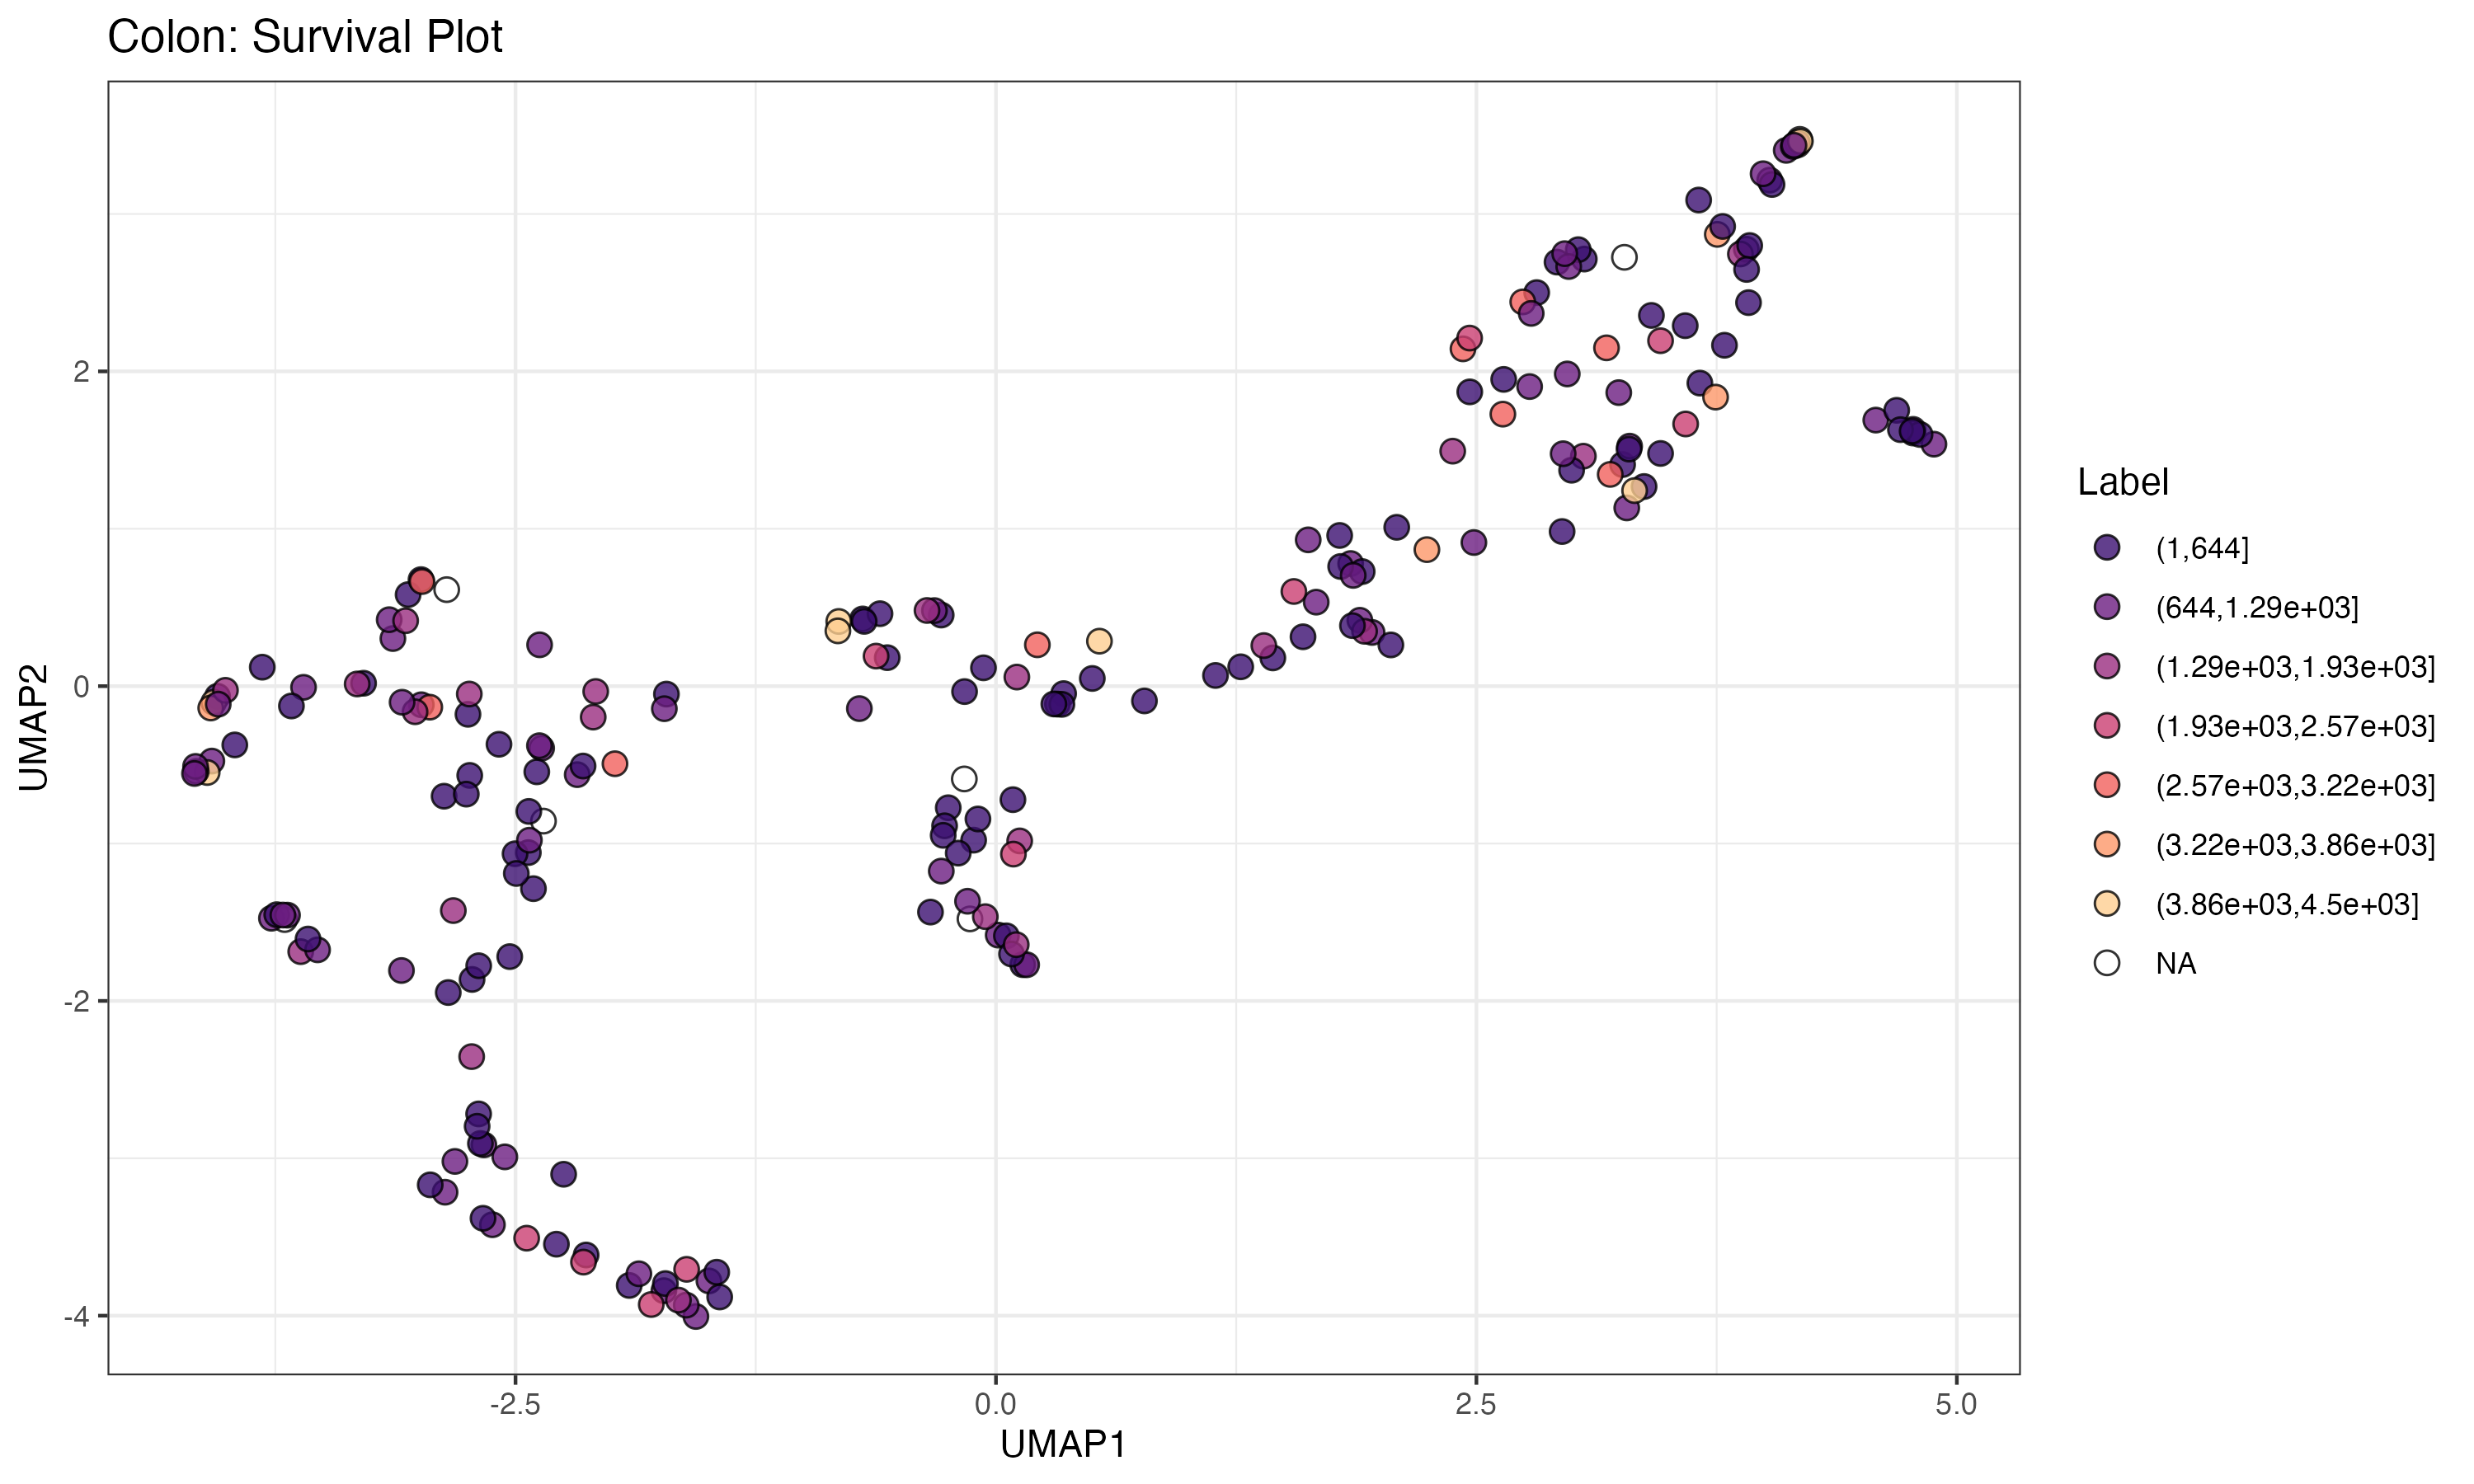 Colon: Survival Plot
UMAP2
2
0
-2
-4
-2.5
0.0
2.5
5.0
UMAP1
Label
(1,644]
(644,1.29e+03]
(1.29e+03,1.93e+03]
(1.93e+03,2.57e+03]
(2.57e+03,3.22e+03]
(3.22e+03,3.86e+03]
(3.86e+03,4.5e+03]
NA